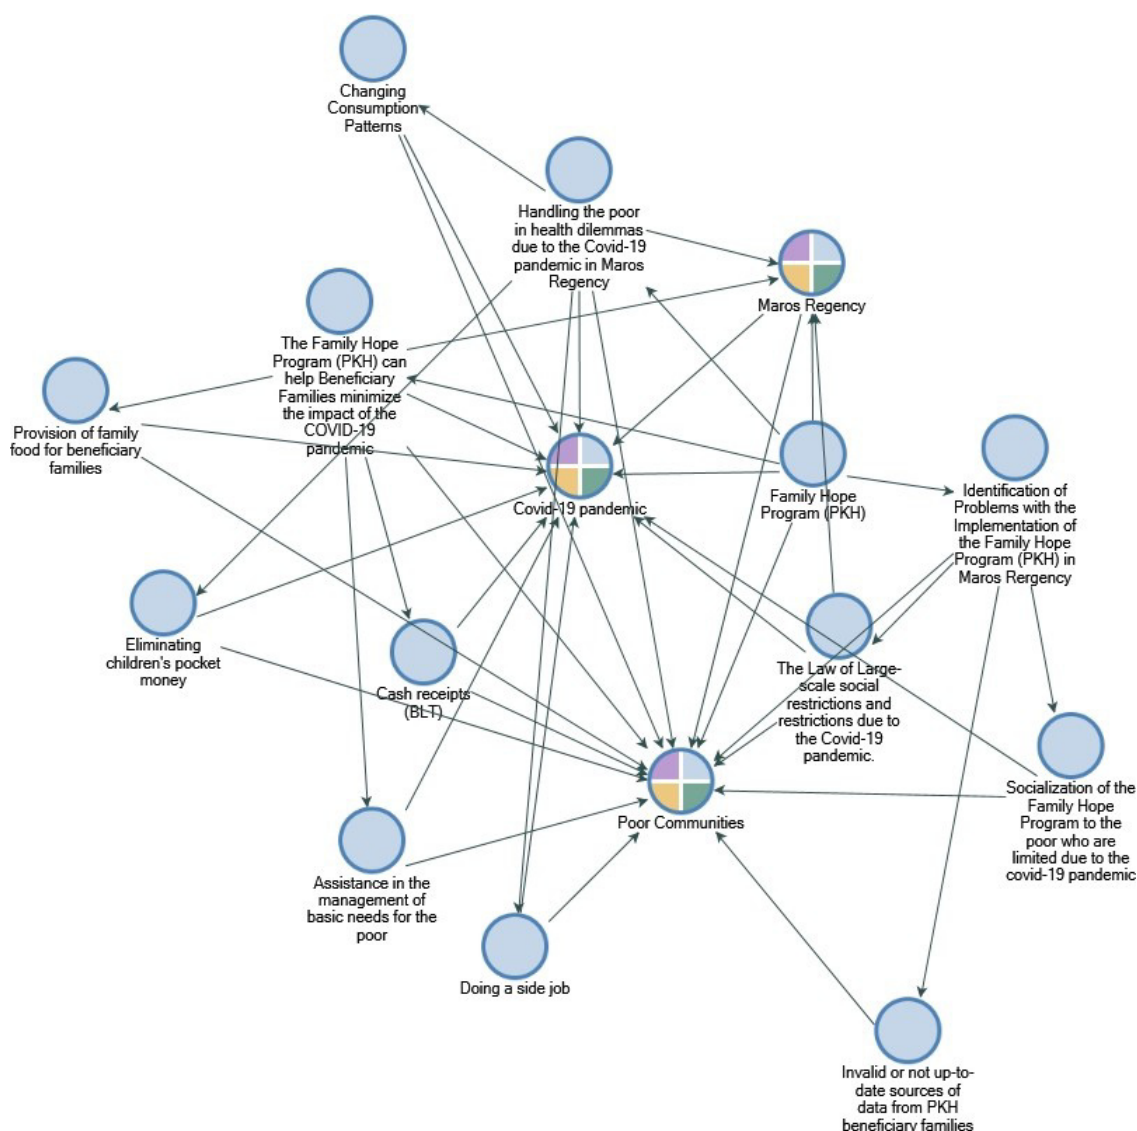 Changing
Consumption
Patterns
Handling the poor
in health dilemmas
due to the Covid-19
pandemic in Maros
Regency
Maros Regency
The Family Hope
Program (PKH) can
help Beneficiary
Families minimize
the impact of the
COVID-19
pandemic
Provision of family
food for beneficiary
families
Covid-19 pandemic
Family Hope
Program (PKH)
Identification of
Problems with the
Implementation of
the Family Hope
Program (PKH) in
Maros Rergency
Eliminating
children's pocket
money
Cash receipts
(BLT)
The Law of Large-
scale social
restrictions and
restrictions due to
the Covid-19
pandemic.
Poor Communities
Socialization of the
Family Hope
Program to the
poor who are
limited due to the
covid-19 pandemic
Assistance in the
management of
basic needs for the
poor
Doing a side job
Invalid or not up-to-
date sources of
data from PKH
beneficiary families